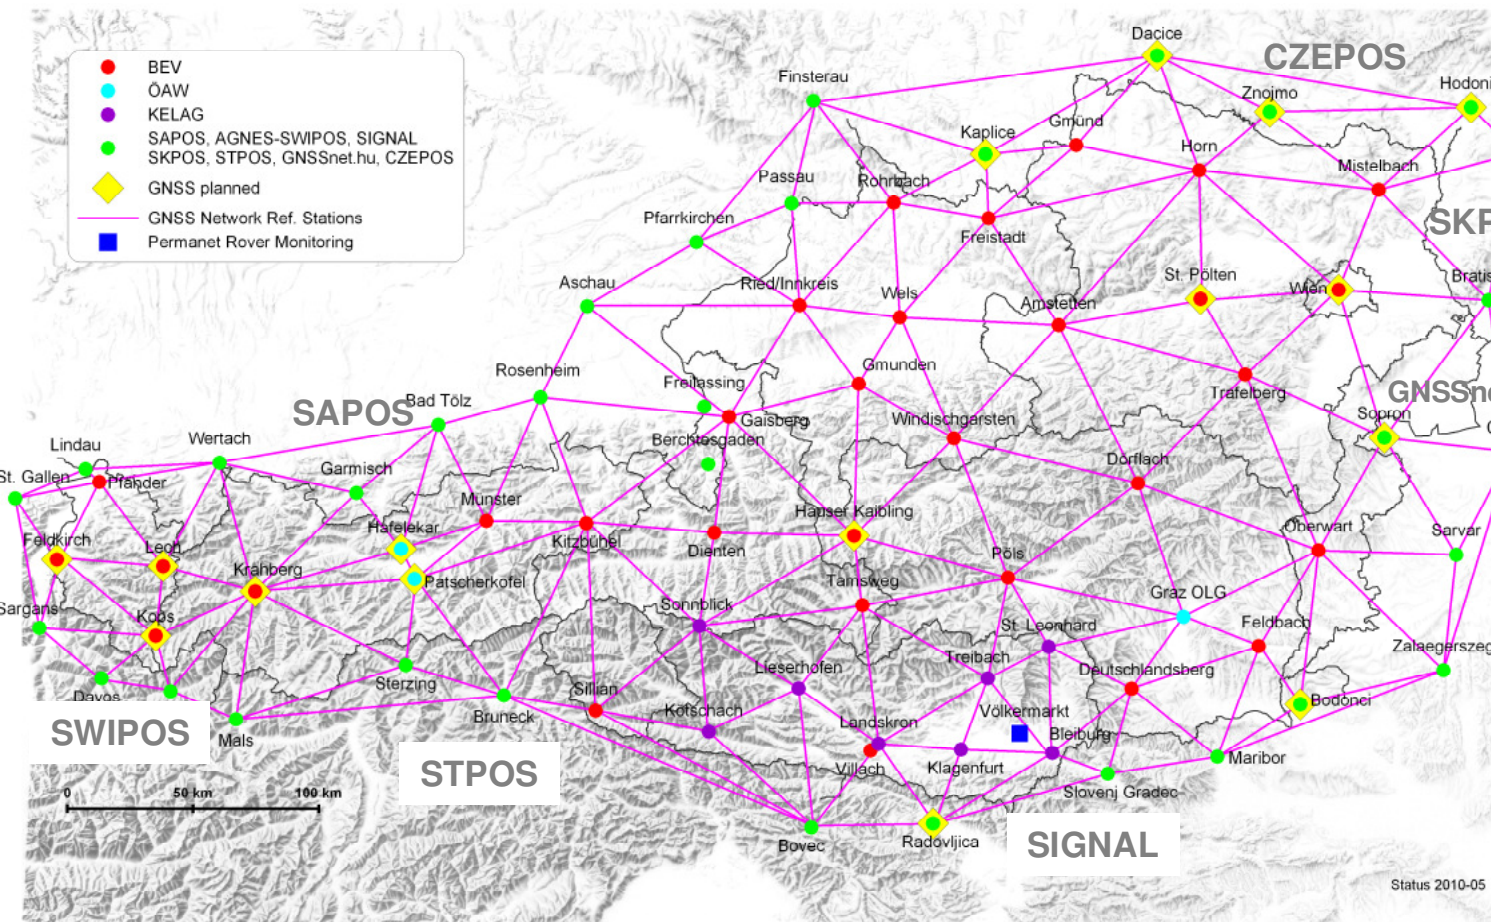 BEV
ÖAW
KELAG
SAPOS, AGNES-SWIPOS, SIGNAL
SKPOS, STPOS, GNSSnet.hu, CZEPOS
GNSS planned
GNSS Network Ref. Stations
Permanet Rover Monitoring
Dacice
CZEPOS
Finsterau
Hodoni
Znojmo
Gmünd
Kaplice
Horn
Mistelbach
Passau
Rohrbach
Pfarrkirchen
SKP
Freistadt
St. Pölten
Bratis
Aschau
Ried/Innkreis
Wels
Wien
Amstetten
Rosenheim
Gmunden
Freilassing
Trafelberg
GNSSne
Bad Tölz
SAPOS
Gaisberg
Windischgarsten
Sopron
Lindau
Wertach
Berchtesgaden
St. Gallen
Pfänder
Garmisch
Dörflach
Münster
Hafelekar
Häuser Kaibling
Oberwart
Sarvar
Feldkirch
Lech
Kitzbühel
Dienten
Pöls
Krahberg
Patscherkofel
Tamsweg
Graz OLG
Sargans
Kops
Sonnblick
St. Leonhard
Feldbach
Zalaegerszeg
Lieserhofen
Treibach
Deutschlandsberg
Davos
Sterzing
Sillian
Bodonci
Bruneck
Kötschach
Völkermarkt
SWIPOS
Mals
Landskron
Bleiburg
Maribor
STPOS
Villach
Klagenfurt
Slovenj Gradec
0 50 km 100 km
Bovec
Radovljica
SIGNAL
Status 2010-05